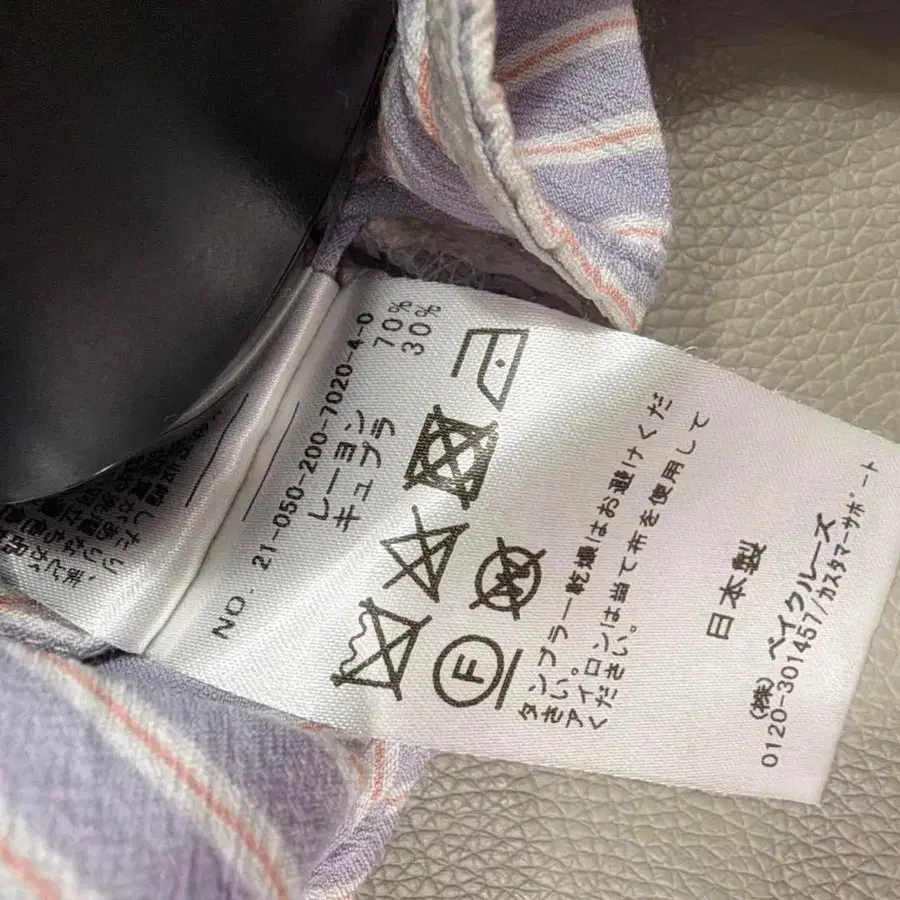 NO. 21-050-200-7020-4-0
レーヨン 70%
キュプラ 30%
F
タンブラー乾燥はお避けくだ
さい。
アイロンは当て布を使用して
ください。
日本製
(株) ベイクルーズ
0120-301457/カスタマーサポート